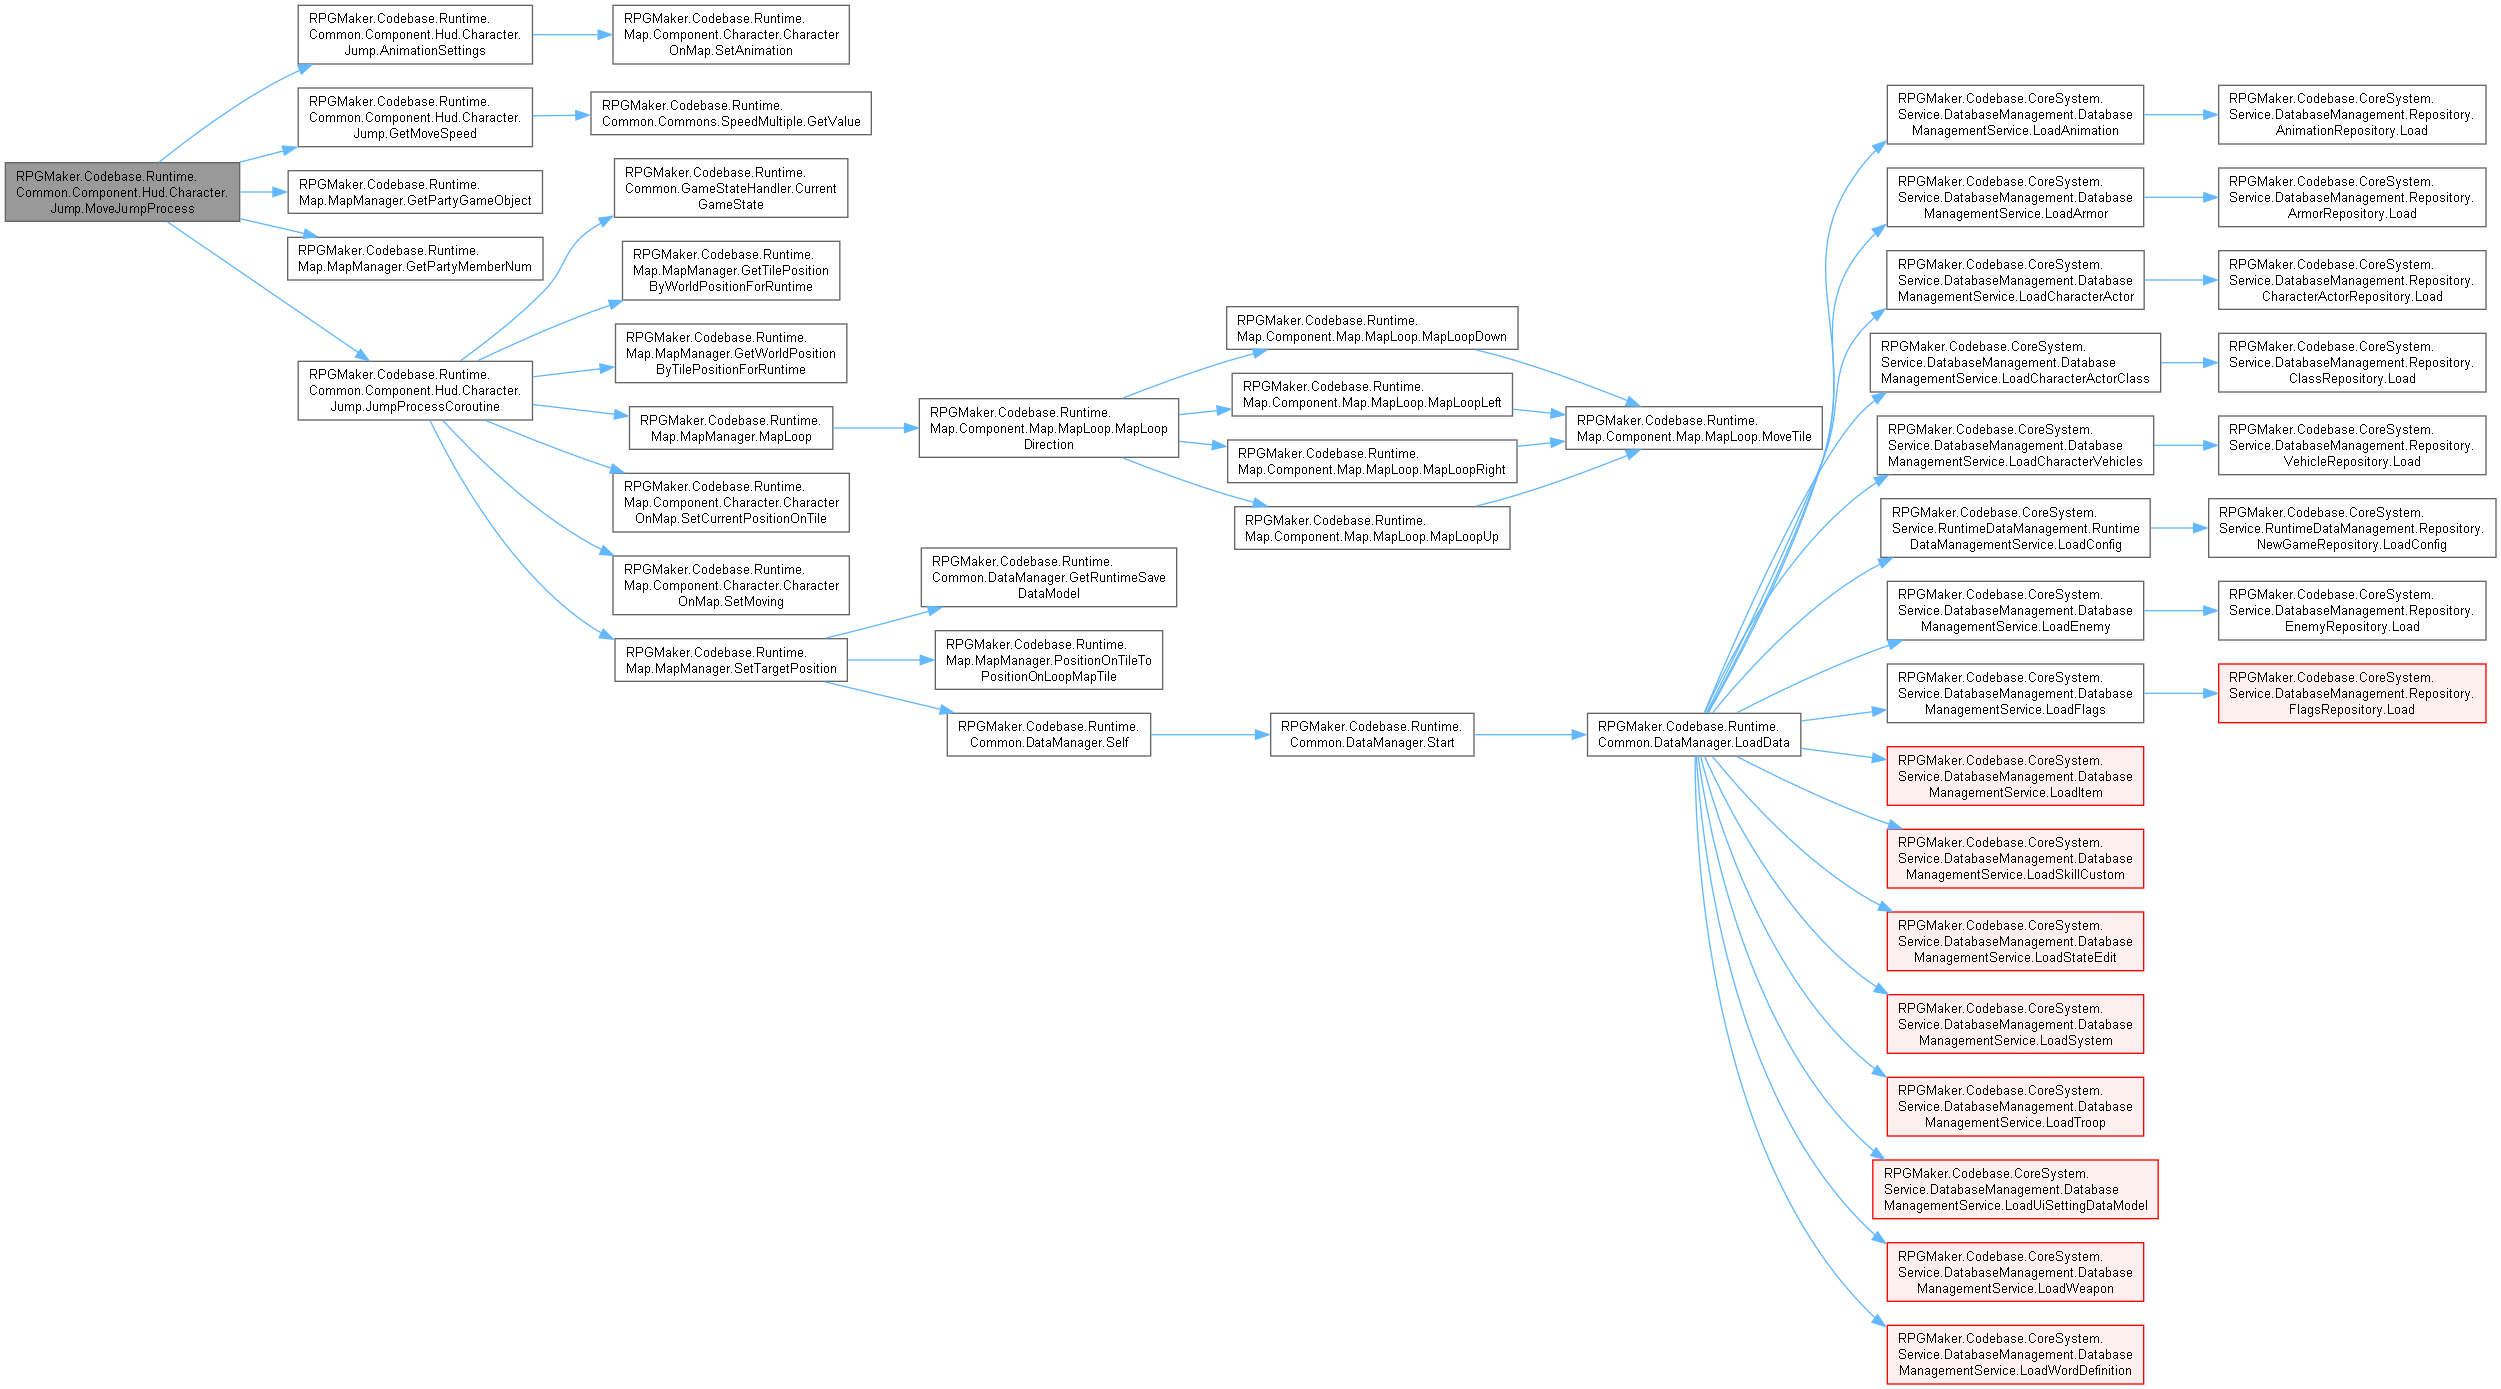 RPGMaker.Codebase.Runtime.
Common.Component.Hud.Character.
Jump.MoveJumpProcess
RPGMaker.Codebase.Runtime.
Common.Component.Hud.Character.
Jump.AnimationSettings
RPGMaker.Codebase.Runtime.
Map.Component.Character.Character
OnMap.SetAnimation
RPGMaker.Codebase.Runtime.
Common.Component.Hud.Character.
Jump.GetMoveSpeed
RPGMaker.Codebase.Runtime.
Common.Commons.SpeedMultiple.GetValue
RPGMaker.Codebase.Runtime.
Map.MapManager.GetPartyGameObject
RPGMaker.Codebase.Runtime.
Map.MapManager.GetPartyMemberNum
RPGMaker.Codebase.Runtime.
Common.Component.Hud.Character.
Jump.JumpProcessCoroutine
RPGMaker.Codebase.Runtime.
Common.GameStateHandler.Current
GameState
RPGMaker.Codebase.Runtime.
Map.MapManager.GetTilePosition
ByWorldPositionForRuntime
RPGMaker.Codebase.Runtime.
Map.MapManager.GetWorldPosition
ByTilePositionForRuntime
RPGMaker.Codebase.Runtime.
Map.MapManager.MapLoop
RPGMaker.Codebase.Runtime.
Map.Component.Character.Character
OnMap.SetCurrentPositionOnTile
RPGMaker.Codebase.Runtime.
Map.Component.Character.Character
OnMap.SetMoving
RPGMaker.Codebase.Runtime.
Map.MapManager.SetTargetPosition
RPGMaker.Codebase.Runtime.
Map.Component.Map.MapLoop.MapLoop
Direction
RPGMaker.Codebase.Runtime.
Map.Component.Map.MapLoop.MapLoopDown
RPGMaker.Codebase.Runtime.
Map.Component.Map.MapLoop.MapLoopLeft
RPGMaker.Codebase.Runtime.
Map.Component.Map.MapLoop.MapLoopRight
RPGMaker.Codebase.Runtime.
Map.Component.Map.MapLoop.MapLoopUp
RPGMaker.Codebase.Runtime.
Map.Component.Map.MapLoop.MoveTile
RPGMaker.Codebase.Runtime.
Common.DataManager.GetRuntimeSave
DataModel
RPGMaker.Codebase.Runtime.
Map.MapManager.PositionOnTileTo
PositionOnLoopMapTile
RPGMaker.Codebase.Runtime.
Common.DataManager.Self
RPGMaker.Codebase.Runtime.
Common.DataManager.Start
RPGMaker.Codebase.Runtime.
Common.DataManager.LoadData
RPGMaker.Codebase.CoreSystem.
Service.DatabaseManagement.Database
ManagementService.LoadAnimation
RPGMaker.Codebase.CoreSystem.
Service.DatabaseManagement.Repository.
AnimationRepository.Load
RPGMaker.Codebase.CoreSystem.
Service.DatabaseManagement.Database
ManagementService.LoadArmor
RPGMaker.Codebase.CoreSystem.
Service.DatabaseManagement.Repository.
ArmorRepository.Load
RPGMaker.Codebase.CoreSystem.
Service.DatabaseManagement.Database
ManagementService.LoadCharacterActor
RPGMaker.Codebase.CoreSystem.
Service.DatabaseManagement.Repository.
CharacterActorRepository.Load
RPGMaker.Codebase.CoreSystem.
Service.DatabaseManagement.Database
ManagementService.LoadCharacterActorClass
RPGMaker.Codebase.CoreSystem.
Service.DatabaseManagement.Repository.
ClassRepository.Load
RPGMaker.Codebase.CoreSystem.
Service.DatabaseManagement.Database
ManagementService.LoadCharacterVehicles
RPGMaker.Codebase.CoreSystem.
Service.DatabaseManagement.Repository.
VehicleRepository.Load
RPGMaker.Codebase.CoreSystem.
Service.RuntimeDataManagement.Runtime
DataManagementService.LoadConfig
RPGMaker.Codebase.CoreSystem.
Service.RuntimeDataManagement.Repository.
NewGameRepository.LoadConfig
RPGMaker.Codebase.CoreSystem.
Service.DatabaseManagement.Database
ManagementService.LoadEnemy
RPGMaker.Codebase.CoreSystem.
Service.DatabaseManagement.Repository.
EnemyRepository.Load
RPGMaker.Codebase.CoreSystem.
Service.DatabaseManagement.Database
ManagementService.LoadFlags
RPGMaker.Codebase.CoreSystem.
Service.DatabaseManagement.Repository.
FlagsRepository.Load
RPGMaker.Codebase.CoreSystem.
Service.DatabaseManagement.Database
ManagementService.LoadItem
RPGMaker.Codebase.CoreSystem.
Service.DatabaseManagement.Database
ManagementService.LoadSkillCustom
RPGMaker.Codebase.CoreSystem.
Service.DatabaseManagement.Database
ManagementService.LoadStateEdit
RPGMaker.Codebase.CoreSystem.
Service.DatabaseManagement.Database
ManagementService.LoadSystem
RPGMaker.Codebase.CoreSystem.
Service.DatabaseManagement.Database
ManagementService.LoadTroop
RPGMaker.Codebase.CoreSystem.
Service.DatabaseManagement.Database
ManagementService.LoadUiSettingDataModel
RPGMaker.Codebase.CoreSystem.
Service.DatabaseManagement.Database
ManagementService.LoadWeapon
RPGMaker.Codebase.CoreSystem.
Service.DatabaseManagement.Database
ManagementService.LoadWordDefinition